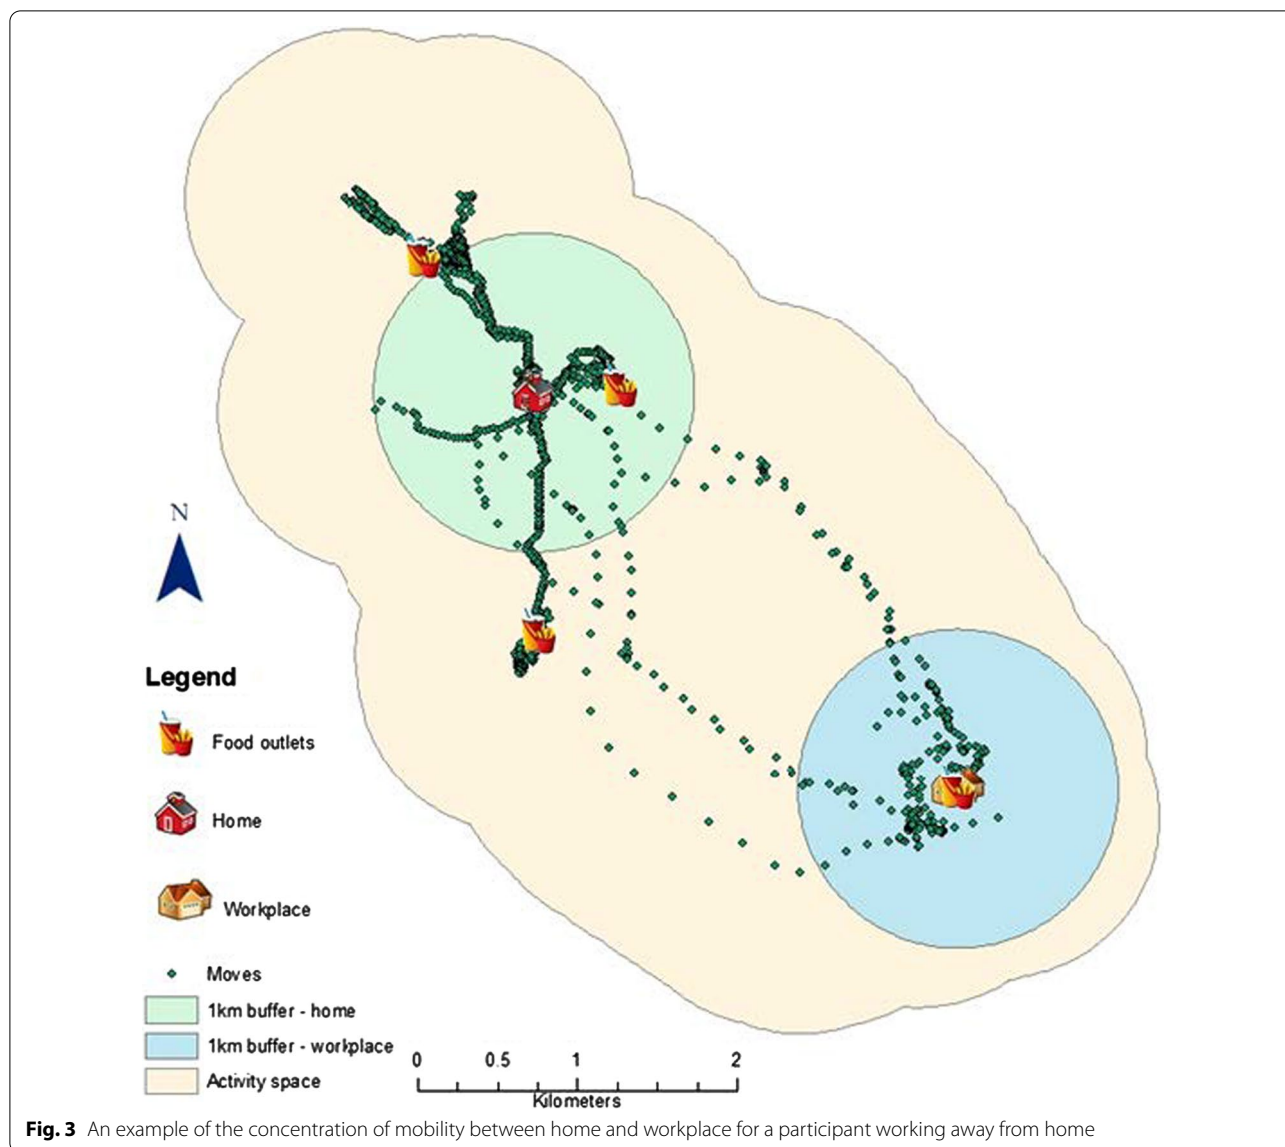 N
Legend
Food outlets
Home
Workplace
Moves
1km buffer - home
1km buffer - workplace
Activity space
0 0.5 1 2
Kilometers
Fig. 3 An example of the concentration of mobility between home and workplace for a participant working away from home